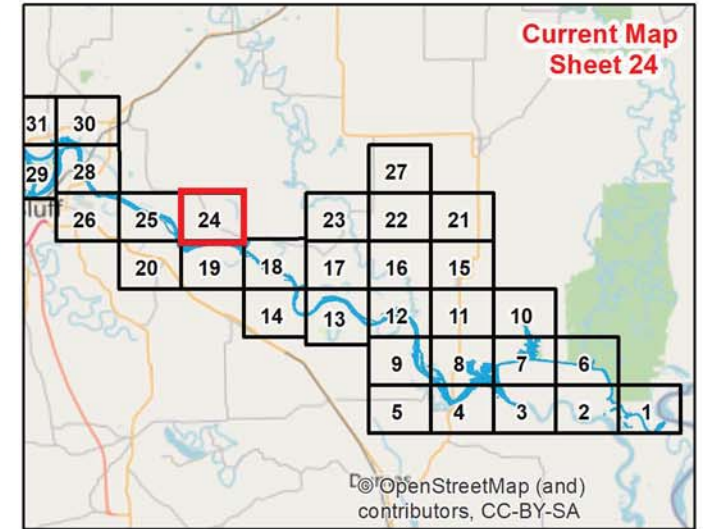 Current Map
Sheet 24
31 30
29 28 27
luff 26 25 24 23 22 21
20 19 18 17 16 15
14 13 12 11 10
9 8 7 6
5 4 3 2 1
© OpenStreetMap (and)
contributors, CC-BY-SA